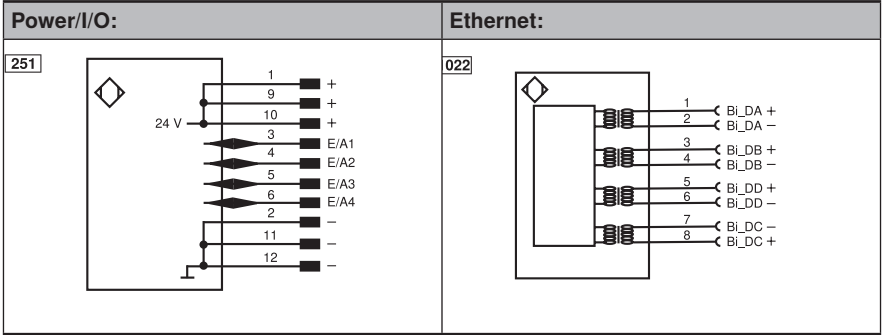 Power/I/O:
Ethernet:
251
1 +
9 +
24 V 10 +
3 E/A1
4 E/A2
5 E/A3
6 E/A4
2 −
11 −
12 −
022
1 Bi_DA +
2 Bi_DA −
3 Bi_DB +
4 Bi_DB −
5 Bi_DD +
6 Bi_DD −
7 Bi_DC −
8 Bi_DC +